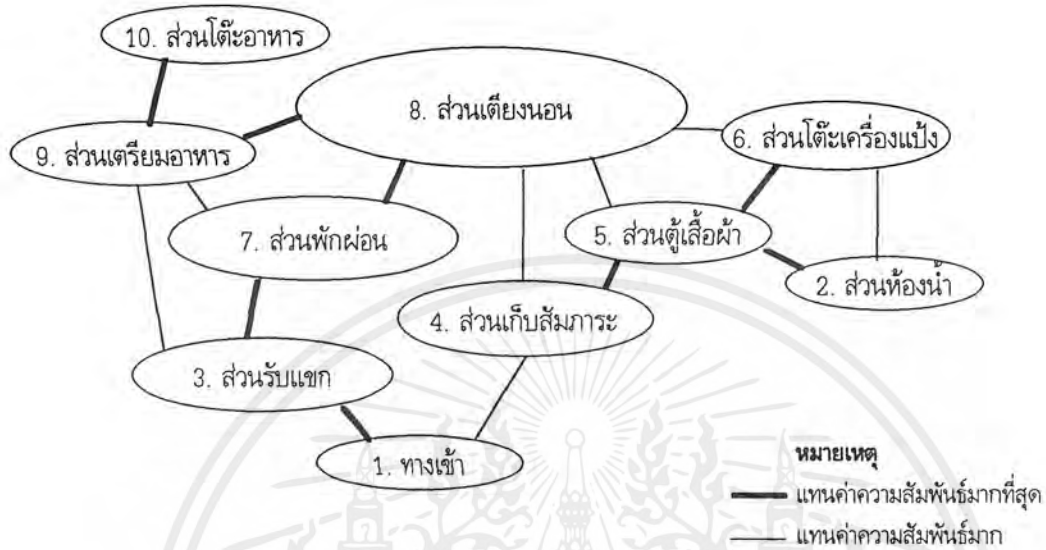 10. ส่วนโต๊ะอาหาร
8. ส่วนเตียงนอน
6. ส่วนโต๊ะเครื่องแป้ง
9. ส่วนเตรียมอาหาร
7. ส่วนพักผ่อน
5. ส่วนตู้เสื้อผ้า
2. ส่วนห้องน้ำ
4. ส่วนเก็บสัมภาระ
3. ส่วนรับแขก
1. ทางเข้า
หมายเหตุ
แทนค่าความสัมพันธ์มากที่สุด
แทนค่าความสัมพันธ์มาก